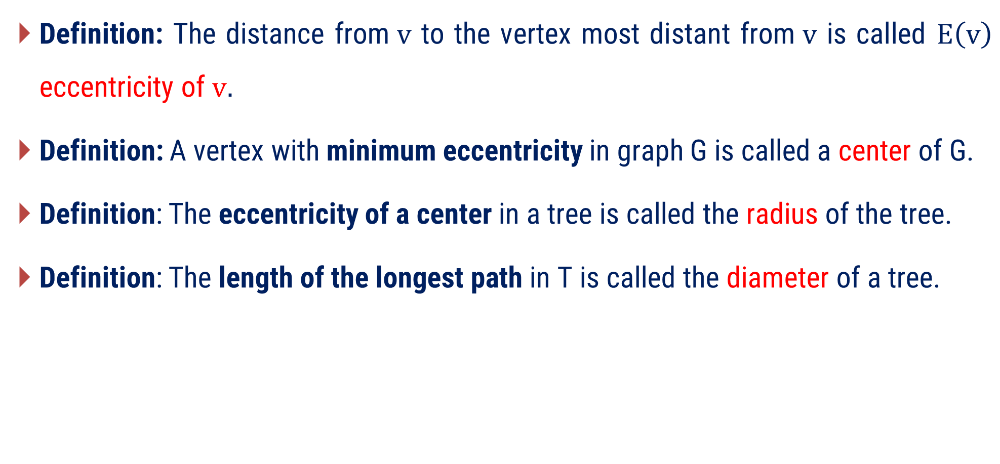 Definition: The distance from v to the vertex most distant from v is called E(v)
eccentricity of v.
Definition: A vertex with minimum eccentricity in graph G is called a center of G.
Definition: The eccentricity of a center in a tree is called the radius of the tree.
Definition: The length of the longest path in T is called the diameter of a tree.